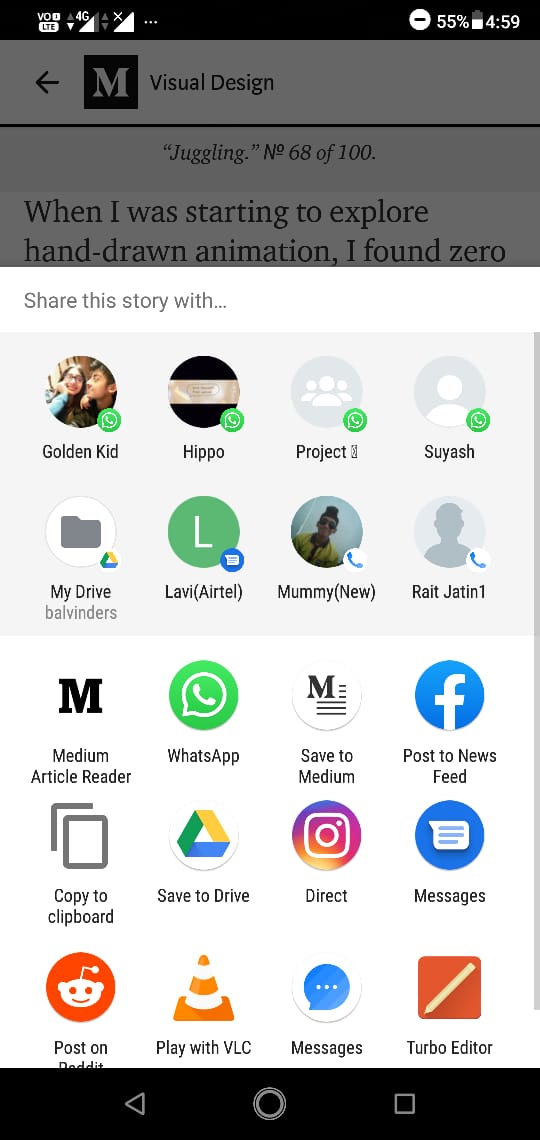 VO LTE 4G 55% 4:59
M Visual Design
“Juggling.” Nº 68 of 100.
When I was starting to explore
hand-drawn animation, I found zero
Share this story with...
Golden Kid Hippo Project Suyash
L
My Drive Lavi(Airtel) Mummy(New) Rait Jatin1
balvinders
M M
Medium WhatsApp Save to Post to News
Article Reader Medium Feed
Copy to Save to Drive Direct Messages
clipboard
Post on Play with VLC Messages Turbo Editor
Reddit